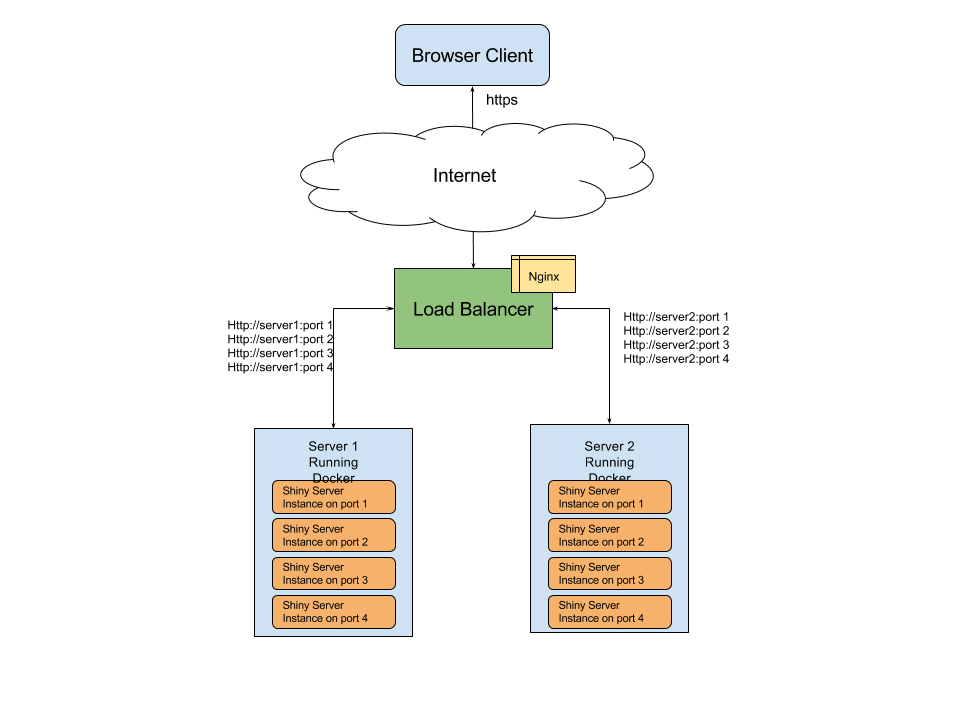 Browser Client
https
Internet
Nginx
Load Balancer
Http://server1:port 1
Http://server1:port 2
Http://server1:port 3
Http://server1:port 4
Http://server2:port 1
Http://server2:port 2
Http://server2:port 3
Http://server2:port 4
Server 1
Running
Docker
Shiny Server
Instance on port 1
Shiny Server
Instance on port 2
Shiny Server
Instance on port 3
Shiny Server
Instance on port 4
Server 2
Running
Docker
Shiny Server
Instance on port 1
Shiny Server
Instance on port 2
Shiny Server
Instance on port 3
Shiny Server
Instance on port 4